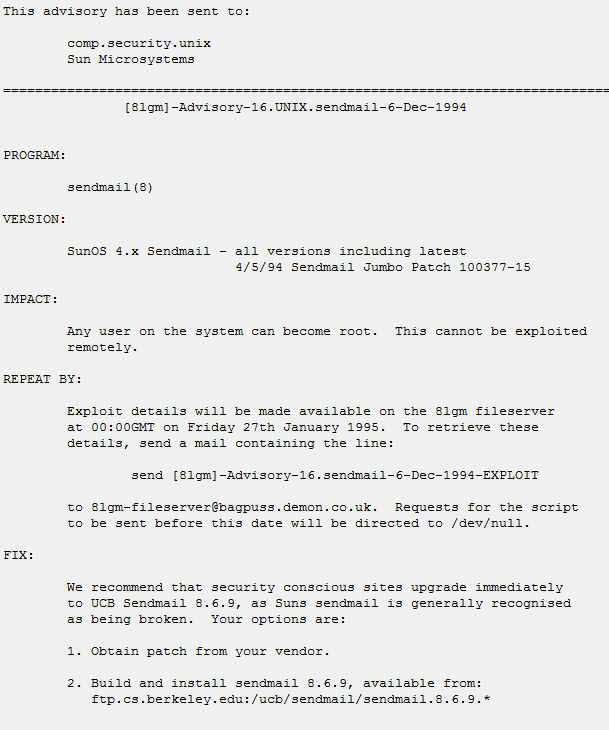 This advisory has been sent to:
comp.security.unix
Sun Microsystems
===========================================================================
[8lgm]-Advisory-16.UNIX.sendmail-6-Dec-1994
PROGRAM:
sendmail(8)
VERSION:
SunOS 4.x Sendmail - all versions including latest
4/5/94 Sendmail Jumbo Patch 100377-15
IMPACT:
Any user on the system can become root.  This cannot be exploited
remotely.
REPEAT BY:
Exploit details will be made available on the 8lgm fileserver
at 00:00GMT on Friday 27th January 1995.  To retrieve these
details, send a mail containing the line:
send [8lgm]-Advisory-16.sendmail-6-Dec-1994-EXPLOIT
to 8lgm-fileserver@bagpuss.demon.co.uk.  Requests for the script
to be sent before this date will be directed to /dev/null.
FIX:
We recommend that security conscious sites upgrade immediately
to UCB Sendmail 8.6.9, as Suns sendmail is generally recognised
as being broken.  Your options are:
1. Obtain patch from your vendor.
2. Build and install sendmail 8.6.9, available from:
ftp.cs.berkeley.edu:/ucb/sendmail/sendmail.8.6.9.*